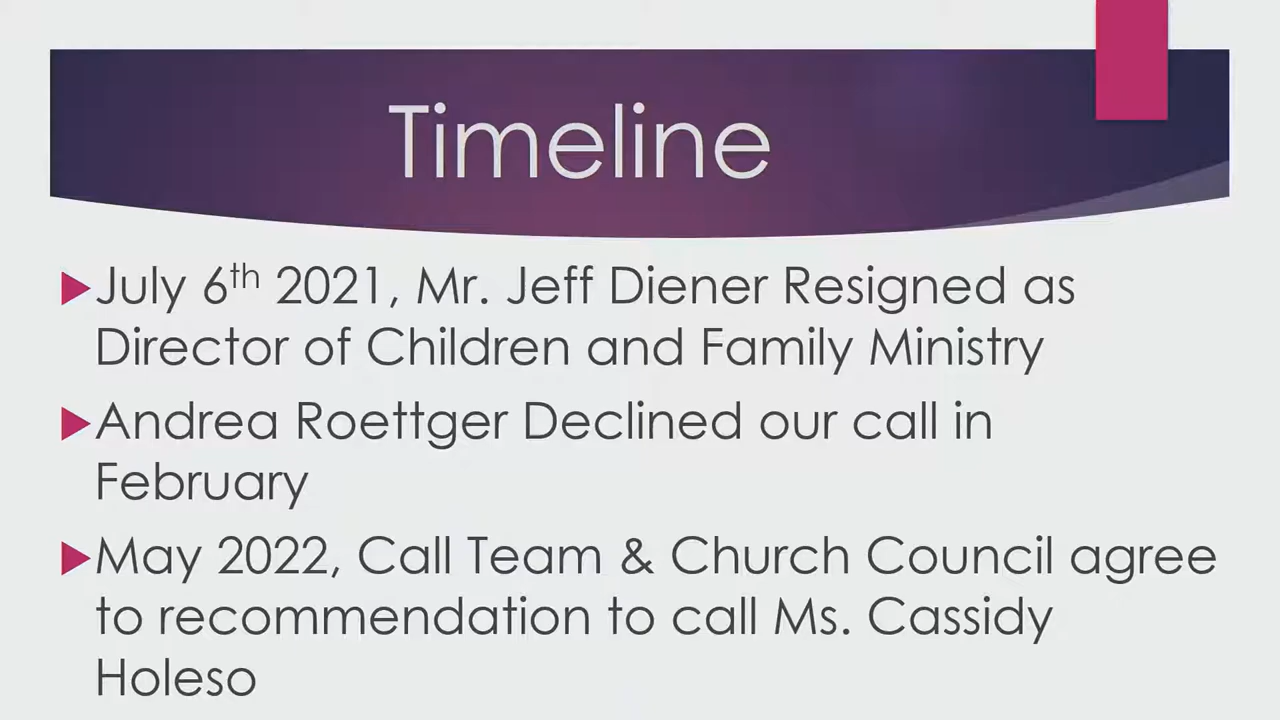 Timeline
July 6th 2021, Mr. Jeff Diener Resigned as
Director of Children and Family Ministry
Andrea Roettger Declined our call in
February
May 2022, Call Team & Church Council agree
to recommendation to call Ms. Cassidy
Holeso